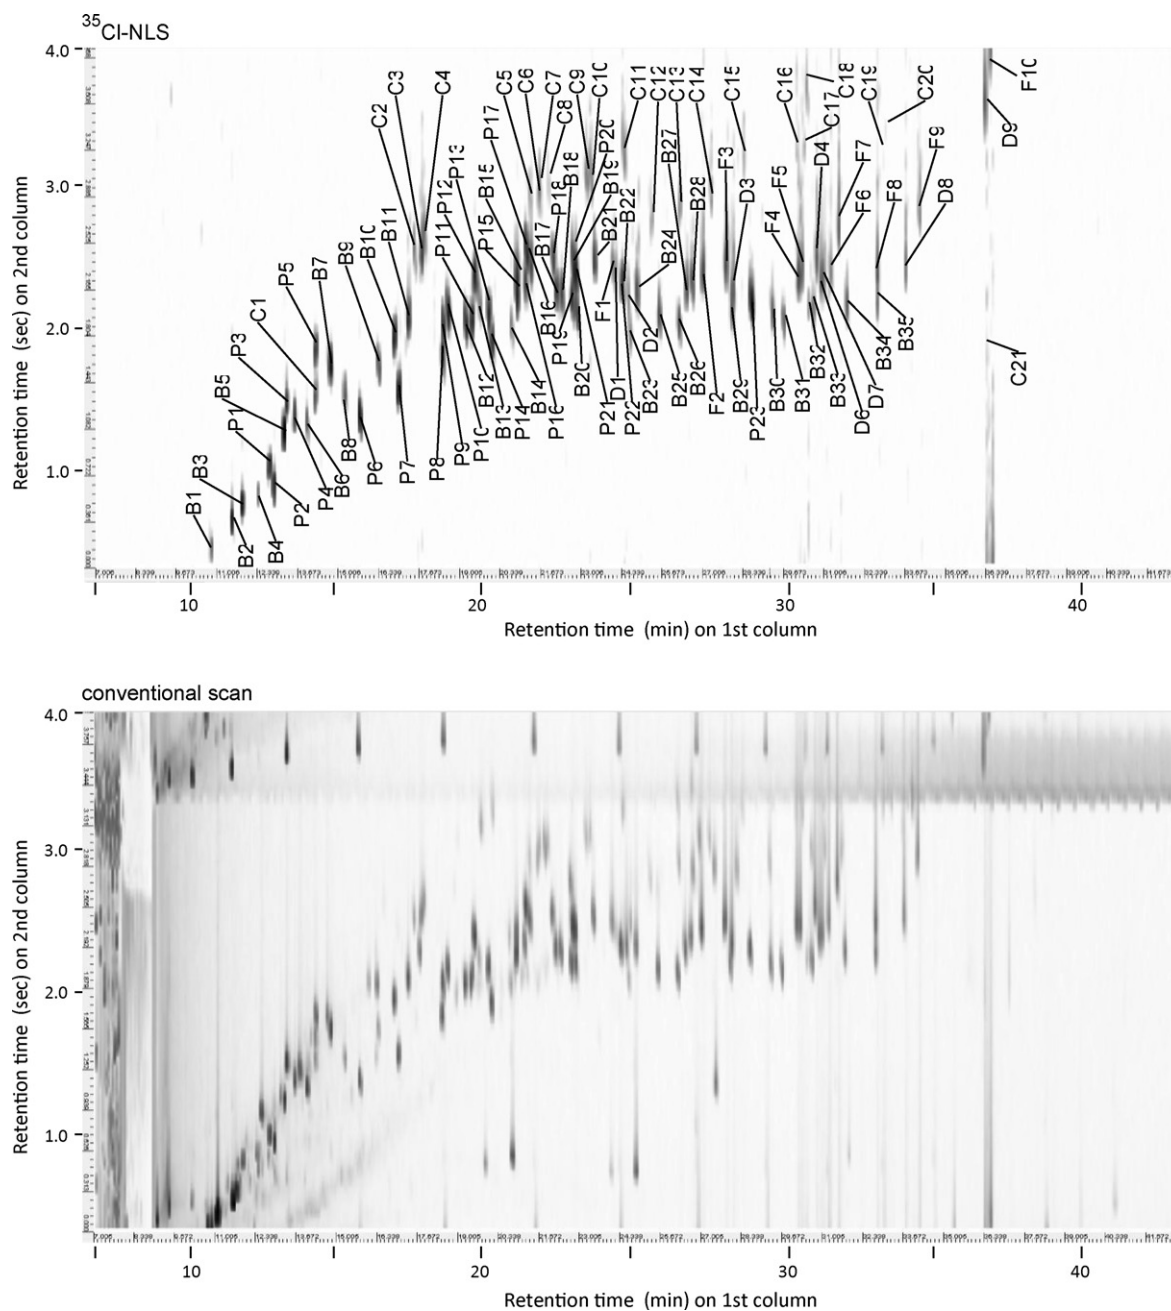 35Cl-NLS
4.0
3.0
2.0
1.0
Retention time (sec) on 2nd column
B1
B2
B3
B4
P1
P2
B5
P3
P4
B6
C1
P5
B7
B8
P6
B9
B10
P7
B11
C2
C3
C4
P8
P9
P10
P11
P12
P13
B12
B13
P14
B14
P15
B15
P16
P17
C5
C6
C7
C8
B16
B17
P18
B18
P19
B19
P20
B20
P21
C9
C10
B21
F1
D1
P22
B22
B23
D2
B24
C11
C12
C13
C14
B25
B26
B27
B28
F2
F3
D3
B29
C15
P23
B30
B31
F4
F5
C16
C17
C18
D4
B32
B33
D6
D7
F6
F7
B34
B35
C19
C20
F8
F9
D8
D9
F10
C21
10
20
30
40
Retention time (min) on 1st column
conventional scan
4.0
3.0
2.0
1.0
Retention time (sec) on 2nd column
10
20
30
40
Retention time (min) on 1st column